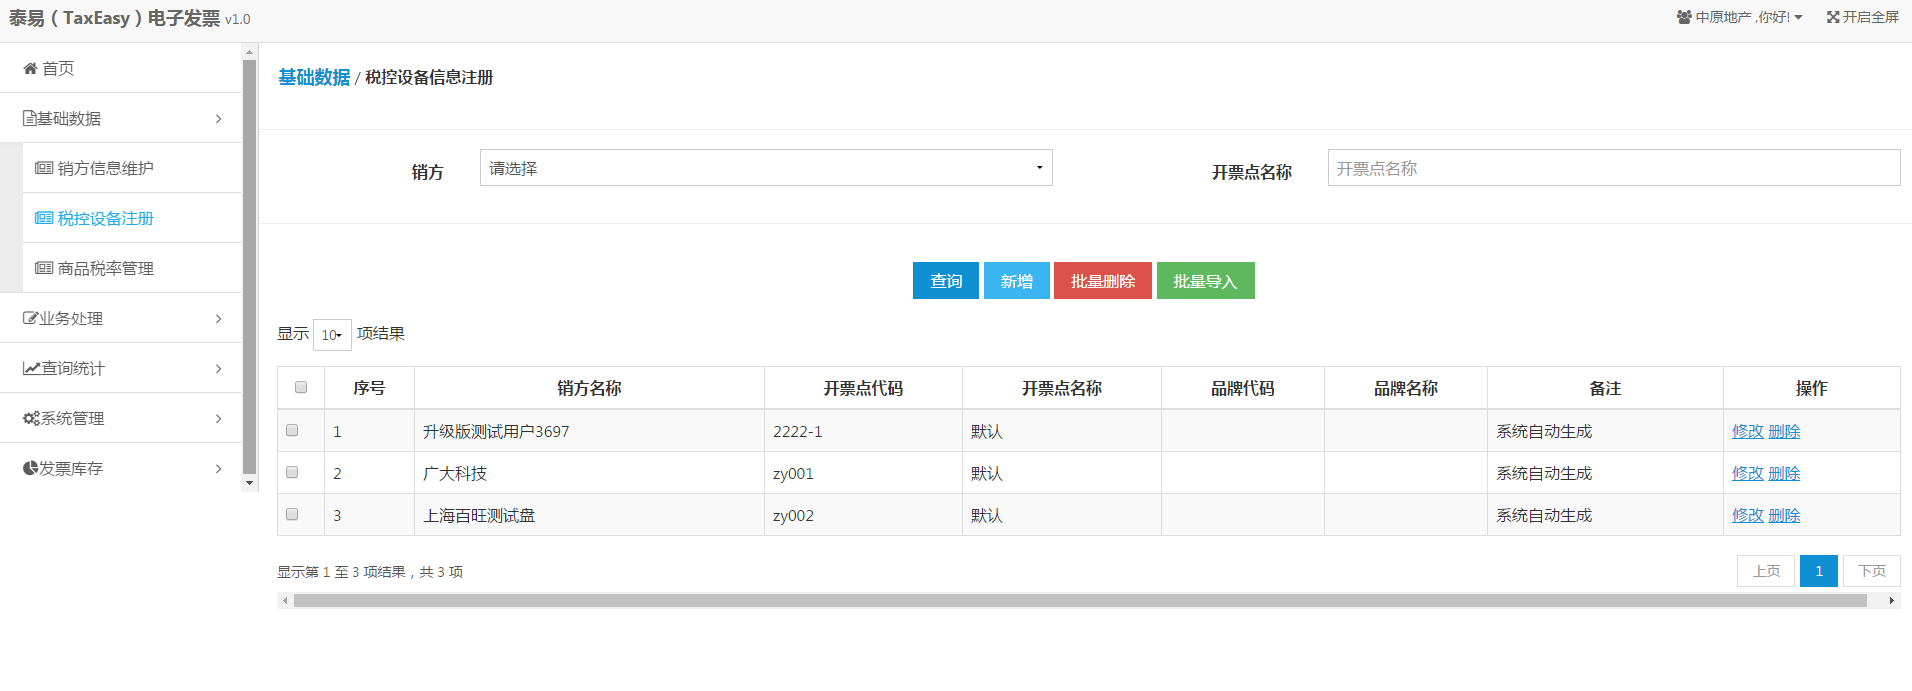 泰易（TaxEasy）电子发票 v1.0
中原地产 ,你好!
开启全屏
首页
基础数据
销方信息维护
税控设备注册
商品税率管理
业务处理
查询统计
系统管理
发票库存
基础数据 / 税控设备信息注册
销方 请选择 开票点名称 开票点名称
查询 新增 批量删除 批量导入
显示 10 项结果
序号 销方名称 开票点代码 开票点名称 品牌代码 品牌名称 备注 操作
1 升级版测试用户3697 2222-1 默认 系统自动生成 修改 删除
2 广大科技 zy001 默认 系统自动生成 修改 删除
3 上海百旺测试盘 zy002 默认 系统自动生成 修改 删除
显示第 1 至 3 项结果，共 3 项
上页 1 下页